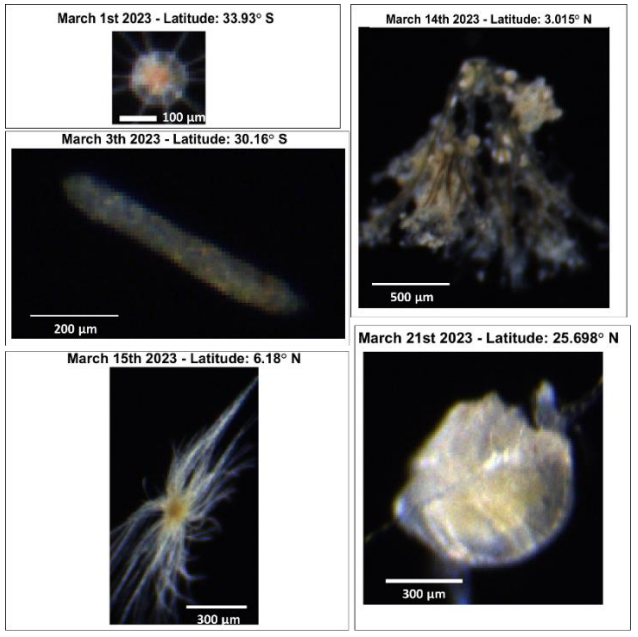 March 1st 2023 - Latitude: 33.93° S
100 µm
March 3th 2023 - Latitude: 30.16° S
200 µm
March 15th 2023 - Latitude: 6.18° N
300 µm
March 14th 2023 - Latitude: 3.015° N
500 µm
March 21st 2023 - Latitude: 25.698° N
300 µm